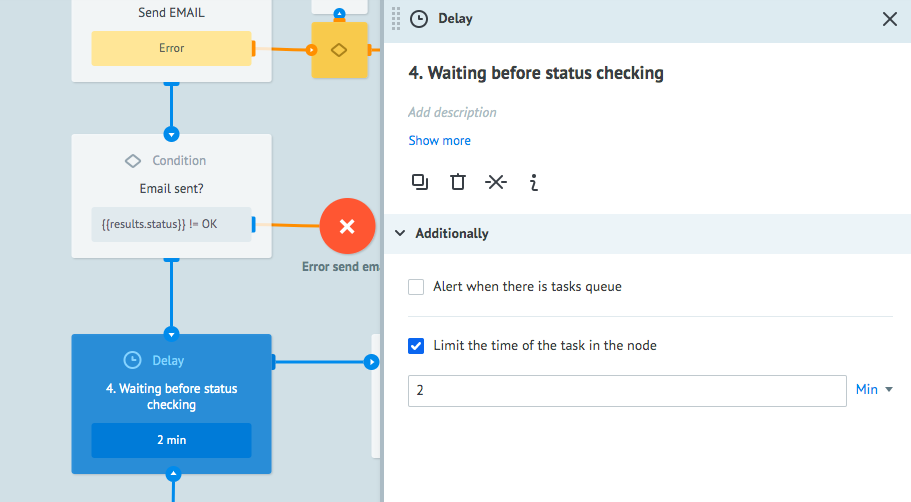 Send EMAIL
Error
Condition
Email sent?
{{results.status}} != OK
Error send em
Delay
4. Waiting before status
checking
2 min
Delay
4. Waiting before status checking
Add description
Show more
Additionally
Alert when there is tasks queue
Limit the time of the task in the node
2
Min